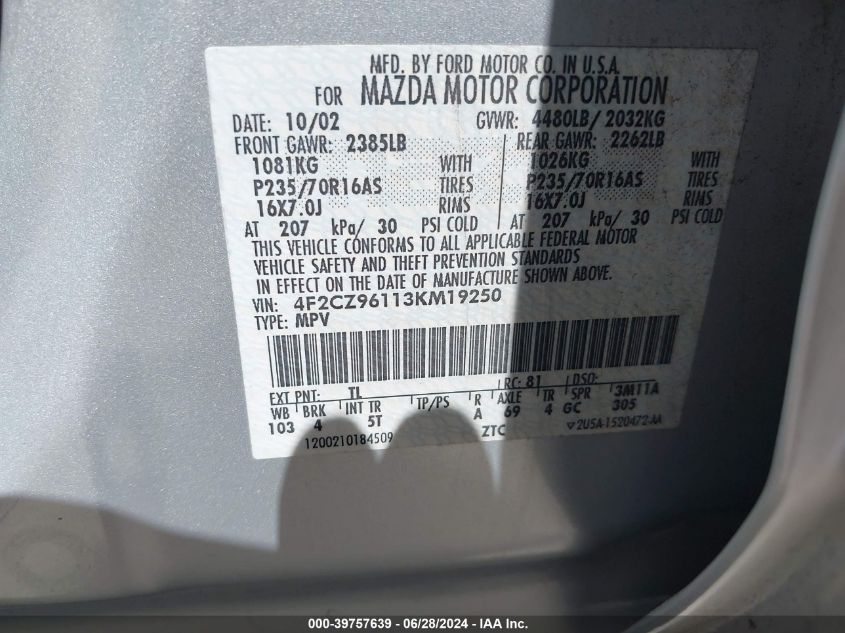 MFD. BY FORD MOTOR CO. IN U.S.A.
FOR MAZDA MOTOR CORPORATION
DATE: 10/02 GVWR: 4480LB/ 2032KG
FRONT GAWR: 2385LB REAR GAWR: 2262LB
1081KG WITH 1026KG WITH
P235/70R16AS TIRES P235/70R16AS TIRES
16X7.0J RIMS 16X7.0J RIMS
AT 207 kPa/ 30 PSI COLD AT 207 kPa/ 30 PSI COLD
THIS VEHICLE CONFORMS TO ALL APPLICABLE FEDERAL MOTOR
VEHICLE SAFETY AND THEFT PREVENTION STANDARDS
IN EFFECT ON THE DATE OF MANUFACTURE SHOWN ABOVE.
VIN: 4F2CZ96113KM19250
TYPE: MPV
EXT PNT: TL RC: 81 DSO:
WB BRK INT TR TP/PS R AXLE TR SPR 3M11A
103 4 5T A 69 4 GC 305
1200210184509 ZTC 2U5A-1520472-AA
000-39757639 - 06/28/2024 - IAA, Inc.